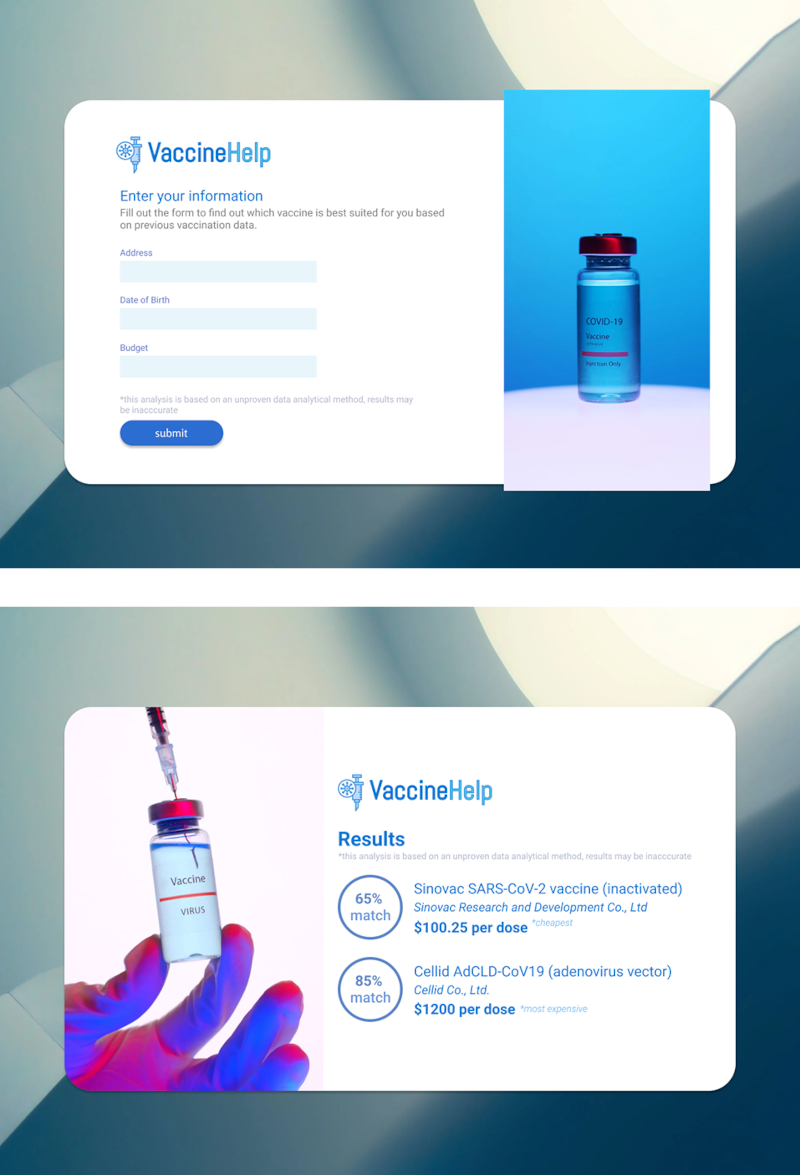 VaccineHelp
Enter your information
Fill out the form to find out which vaccine is best suited for you based
on previous vaccination data.
Address
Date of Birth
Budget
*this analysis is based on an unproven data analytical method, results may
be inacccurate
submit
COVID-19
Vaccine
Injection Only
VaccineHelp
Results
*this analysis is based on an unproven data analytical method, results may be inacccurate
65%
match
Sinovac SARS-CoV-2 vaccine (inactivated)
Sinovac Research and Development Co., Ltd
$100.25 per dose *cheapest
85%
match
Cellid AdCLD-CoV19 (adenovirus vector)
Cellid Co., Ltd.
$1200 per dose *most expensive
Vaccine
VIRUS